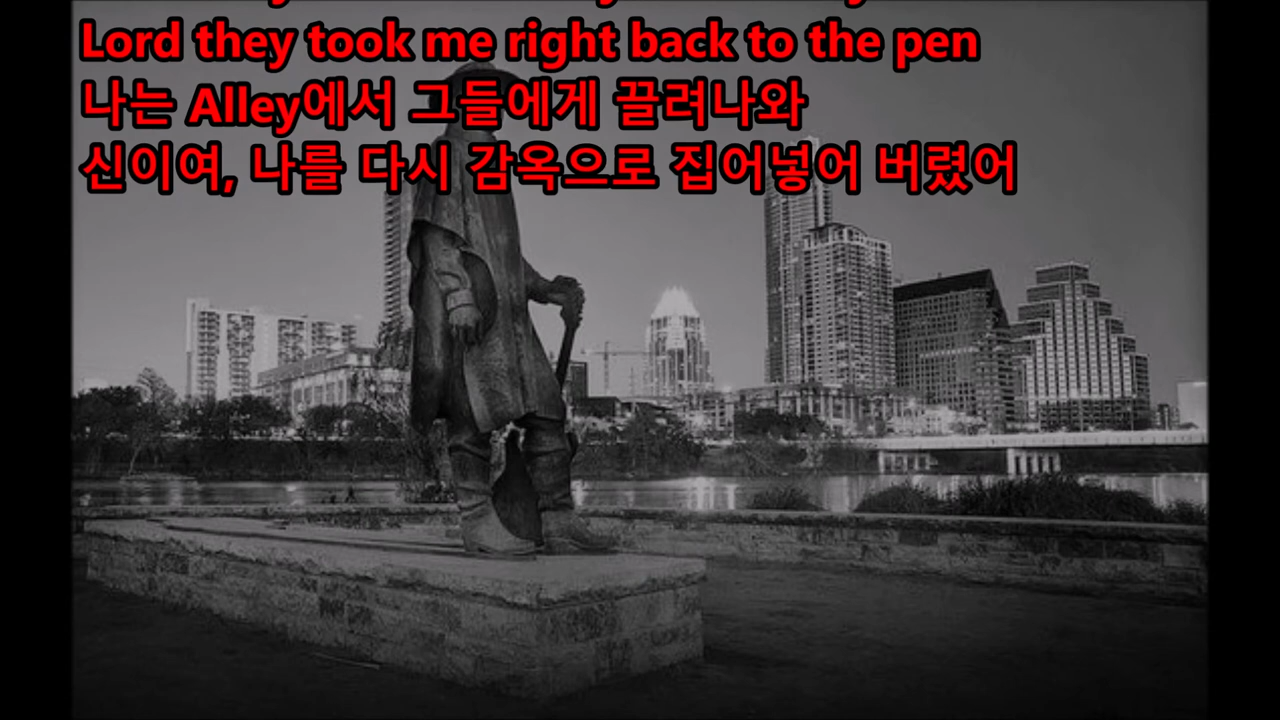 Lord they took me right back to the pen
나는 Alley에서 그들에게 끌려나와
신이여, 나를 다시 감옥으로 집어넣어 버렸어